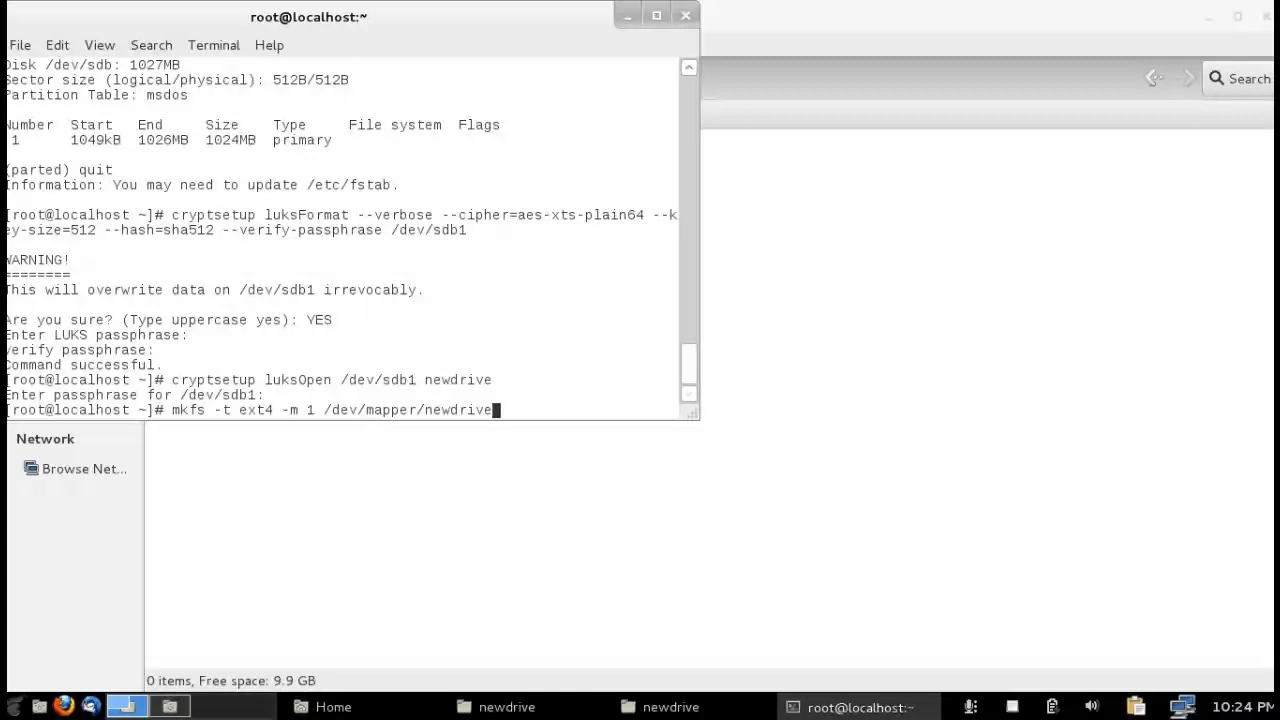 root@localhost:~
File Edit View Search Terminal Help
Disk /dev/sdb: 1027MB
Sector size (logical/physical): 512B/512B
Partition Table: msdos
Number Start End Size Type File system Flags
1 1049kB 1026MB 1024MB primary
(parted) quit
Information: You may need to update /etc/fstab.
[root@localhost ~]# cryptsetup luksFormat --verbose --cipher=aes-xts-plain64 --k
ey-size=512 --hash=sha512 --verify-passphrase /dev/sdb1
WARNING!
========
This will overwrite data on /dev/sdb1 irrevocably.
Are you sure? (Type uppercase yes): YES
Enter LUKS passphrase:
Verify passphrase:
Command successful.
[root@localhost ~]# cryptsetup luksOpen /dev/sdb1 newdrive
Enter passphrase for /dev/sdb1:
[root@localhost ~]# mkfs -t ext4 -m 1 /dev/mapper/newdrive
Search
Network
Browse Net...
0 items, Free space: 9.9 GB
Home
newdrive
newdrive
root@localhost:~
10:24 PM